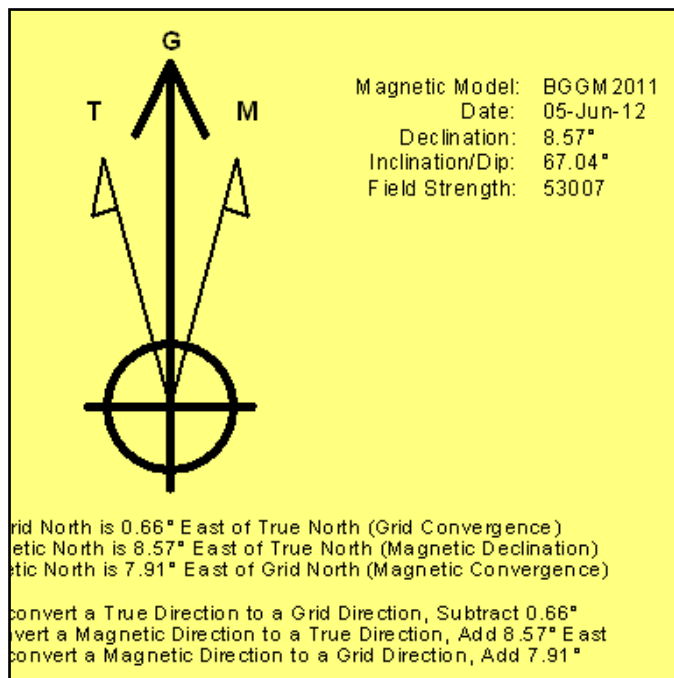 G
T M
Magnetic Model: BGGM2011
Date: 05-Jun-12
Declination: 8.57°
Inclination/Dip: 67.04°
Field Strength: 53007
rid North is 0.66° East of True North (Grid Convergence)
etic North is 8.57° East of True North (Magnetic Declination)
etic North is 7.91° East of Grid North (Magnetic Convergence)
convert a True Direction to a Grid Direction, Subtract 0.66°
vert a Magnetic Direction to a True Direction, Add 8.57° East
convert a Magnetic Direction to a Grid Direction, Add 7.91°